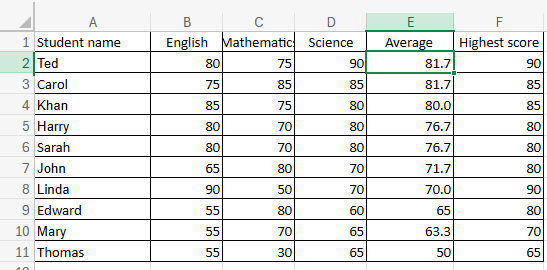 A B C D E F
1 Student name English Mathematic Science Average Highest score
2 Ted 80 75 90 81.7 90
3 Carol 75 85 85 81.7 85
4 Khan 85 75 80 80.0 85
5 Harry 80 70 80 76.7 80
6 Sarah 80 70 80 76.7 80
7 John 65 80 70 71.7 80
8 Linda 90 50 70 70.0 90
9 Edward 55 80 60 65 80
10 Mary 55 70 65 63.3 70
11 Thomas 55 30 65 50 65